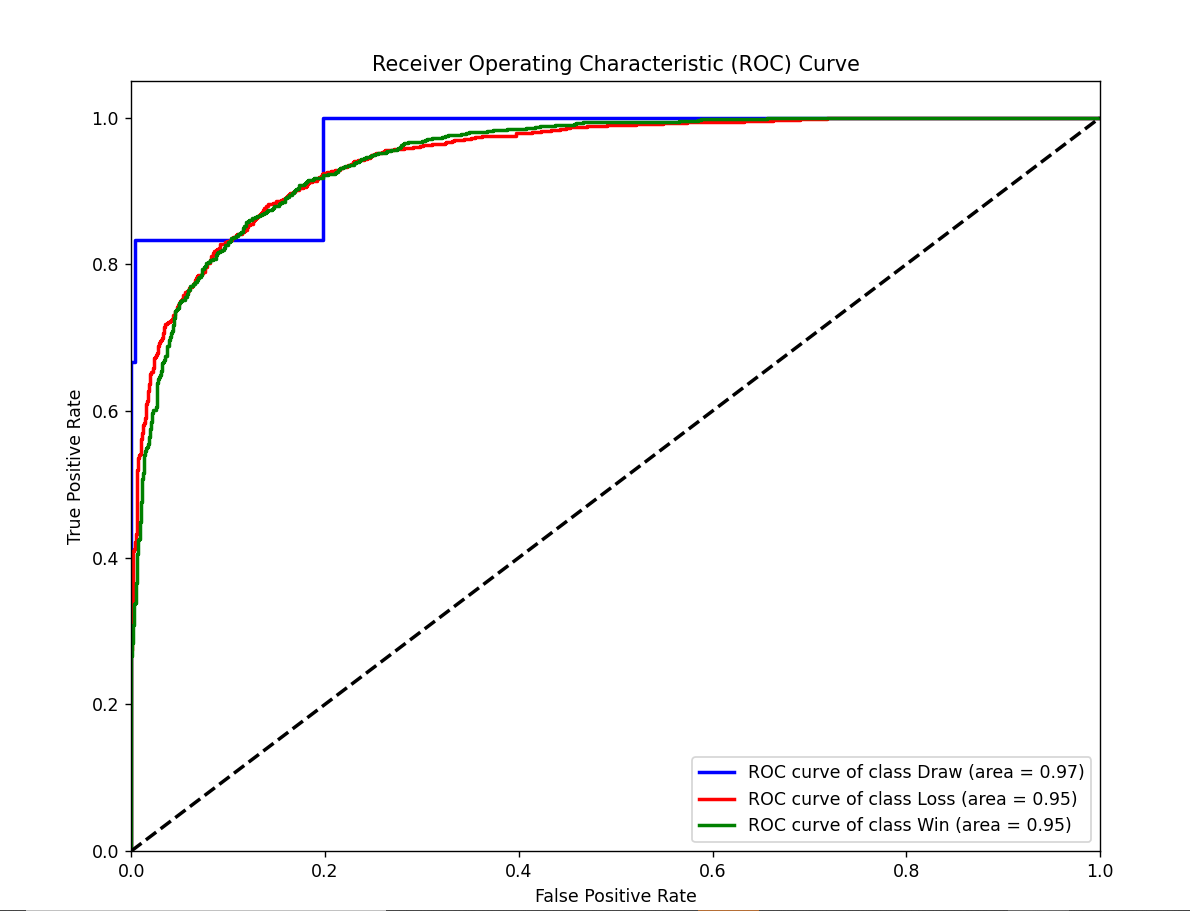 Receiver Operating Characteristic (ROC) Curve
1.0
0.8
0.6
0.4
0.2
0.0
True Positive Rate
ROC curve of class Draw (area = 0.97)
ROC curve of class Loss (area = 0.95)
ROC curve of class Win (area = 0.95)
0.0 0.2 0.4 0.6 0.8 1.0
False Positive Rate